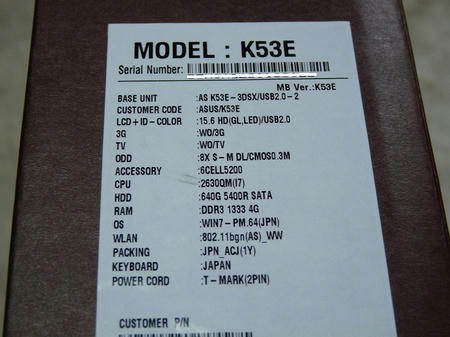 MODEL : K53E
Serial Number:
MB Ver.:K53E
BASE UNIT :AS K53E-3DSX/USB2.0-2
CUSTOMER CODE :ASUS/K53E
LCD+ID-COLOR :15.6 HD(GL,LED)/USB2.0
3G :WO/3G
TV :WO/TV
ODD :8X S-M DL/CMOS0.3M
ACCESSORY :6CELL5200
CPU :2630QM(I7)
HDD :640G 5400R SATA
RAM :DDR3 1333 4G
OS :WIN7-PM.64(JPN)
WLAN :802.11bgn(AS)_WW
PACKING :JPN_ACJ(1Y)
KEYBOARD :JAPAN
POWER CORD :T-MARK(2PIN)
CUSTOMER P/N